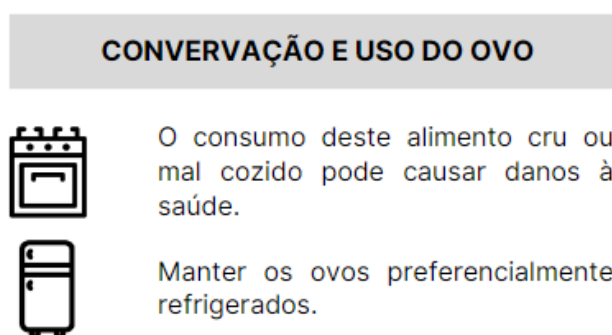 CONVERVAÇÃO E USO DO OVO
O consumo deste alimento cru ou
mal cozido pode causar danos à
saúde.
Manter os ovos preferencialmente
refrigerados.